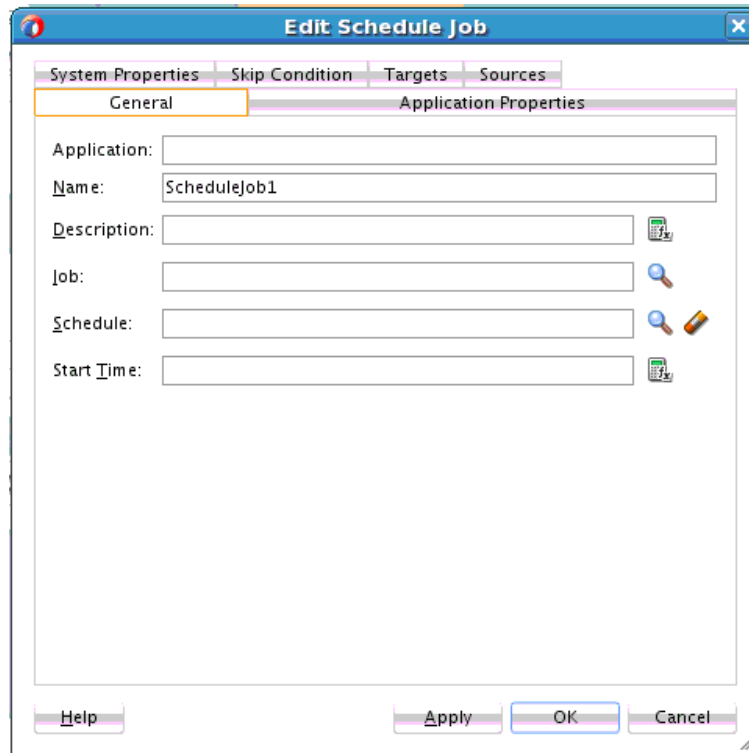 Edit Schedule Job
System Properties Skip Condition Targets Sources
General Application Properties
Application:
Name: ScheduleJob1
Description:
Job:
Schedule:
Start Time:
Help Apply OK Cancel